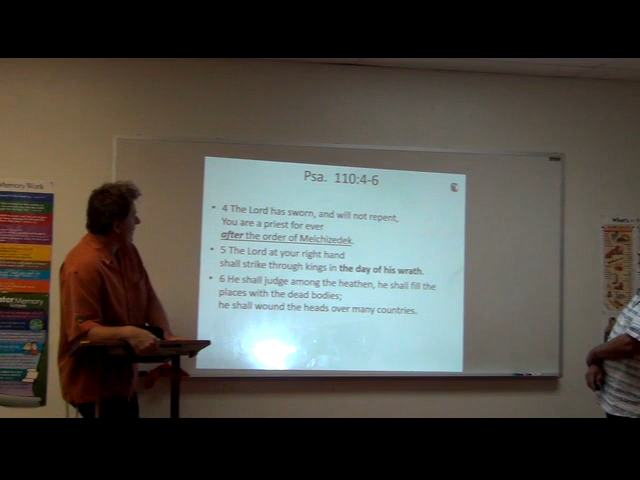 Psa. 110:4-6
• 4 The Lord has sworn, and will not repent,
You are a priest for ever
after the order of Melchizedek.
• 5 The Lord at your right hand
shall strike through kings in the day of his wrath.
• 6 He shall judge among the heathen, he shall fill the
places with the dead bodies;
he shall wound the heads over many countries.
Memory Work
Memory
What's